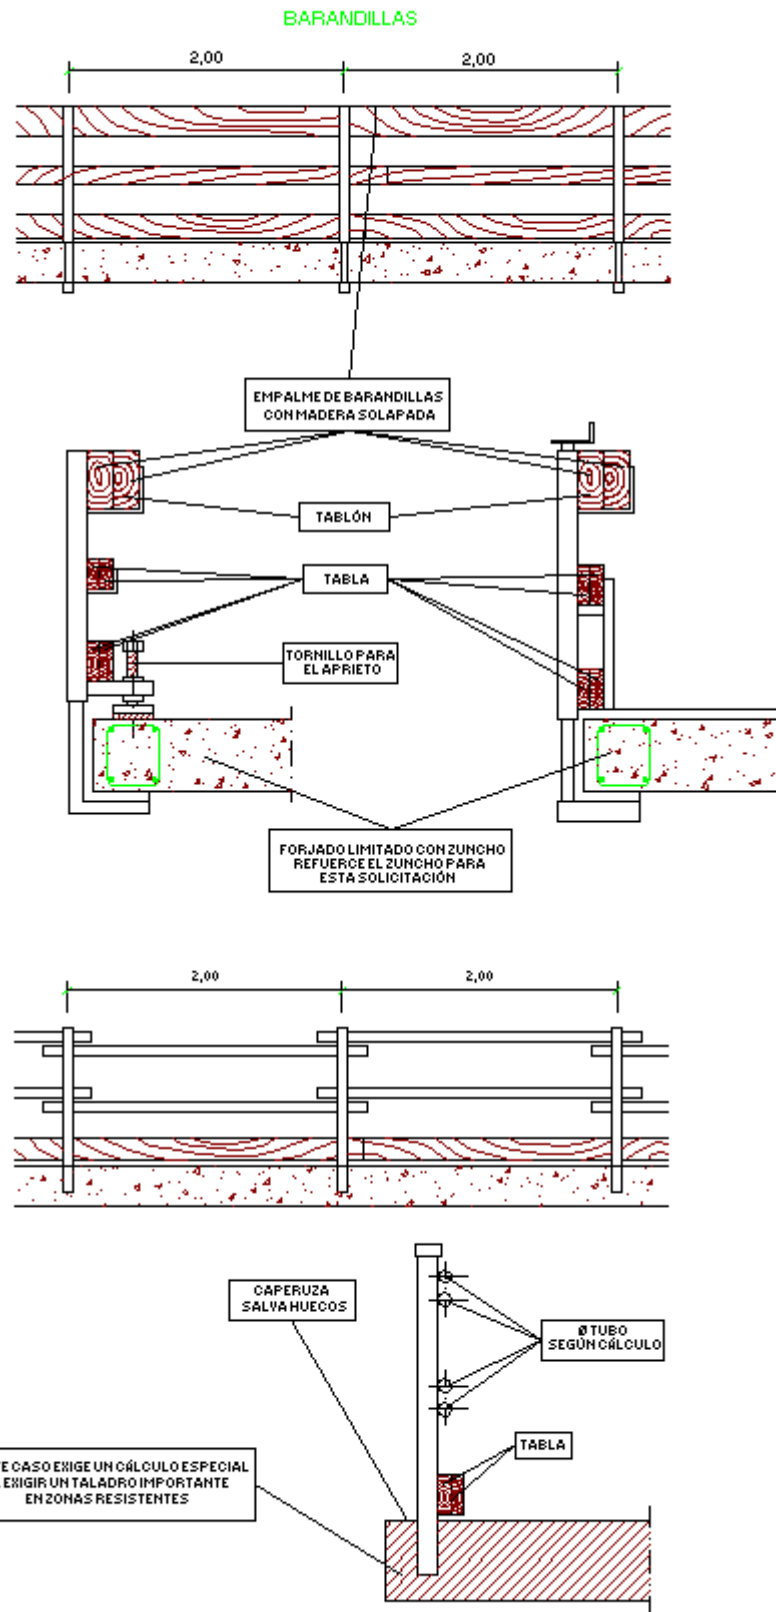 BARANDILLAS
2,00
2,00
EMPALME DE BARANDILLAS
CON MADERA SOLAPADA
TABLÓN
TABLA
TORNILLO PARA
EL APRIETO
FORJADO LIMITADO CON ZUNCHO
REFUERCE EL ZUNCHO PARA
ESTA SOLICITACIÓN
2,00
2,00
CAPERUZA
SALVA HUECOS
Ø TUBO
SEGÚN CÁLCULO
TABLA
E CASO EXIGE UN CÁLCULO ESPECIAL
EXIGIR UN TALADRO IMPORTANTE
EN ZONAS RESISTENTES